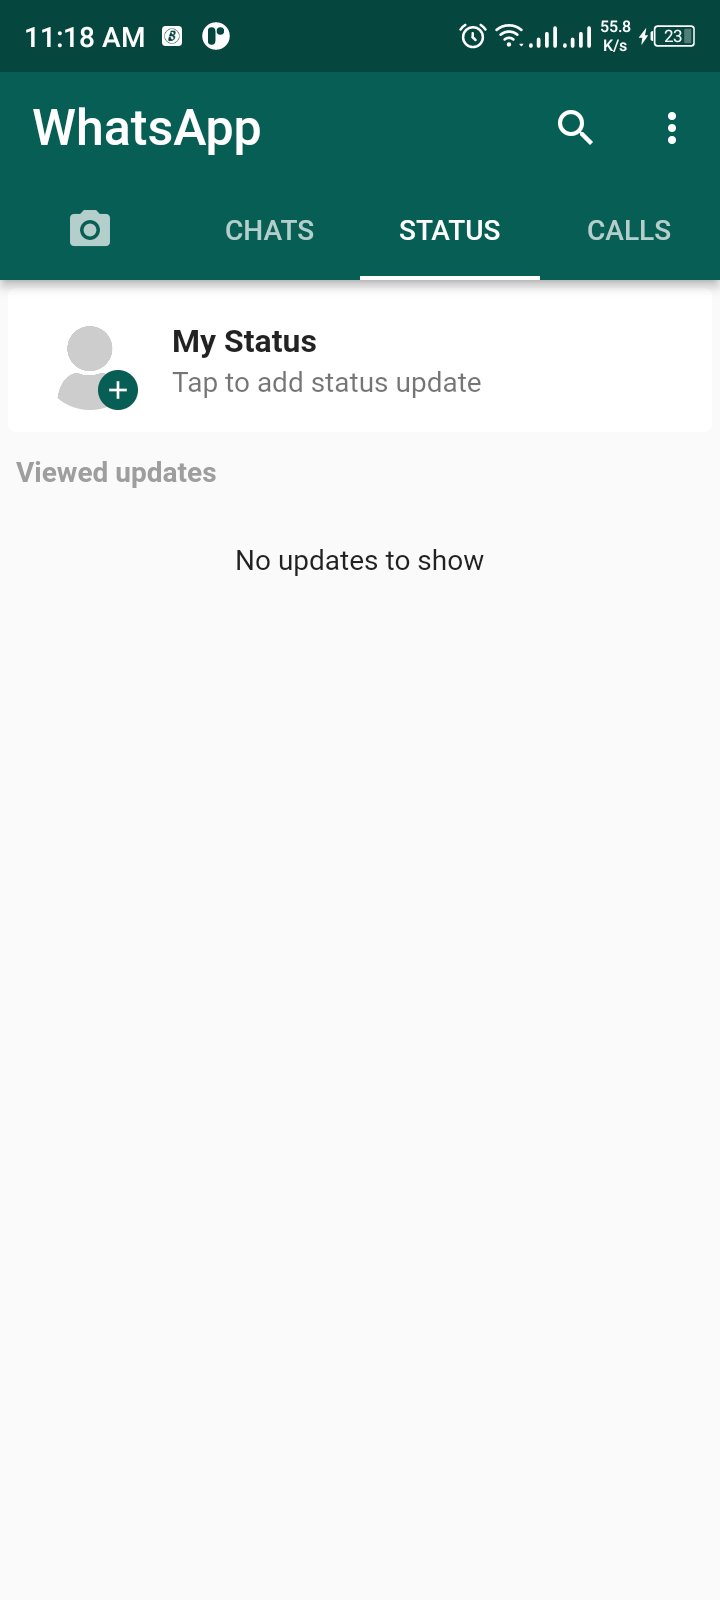 11:18 AM
55.8
K/s
23
WhatsApp
CHATS
STATUS
CALLS
My Status
Tap to add status update
Viewed updates
No updates to show